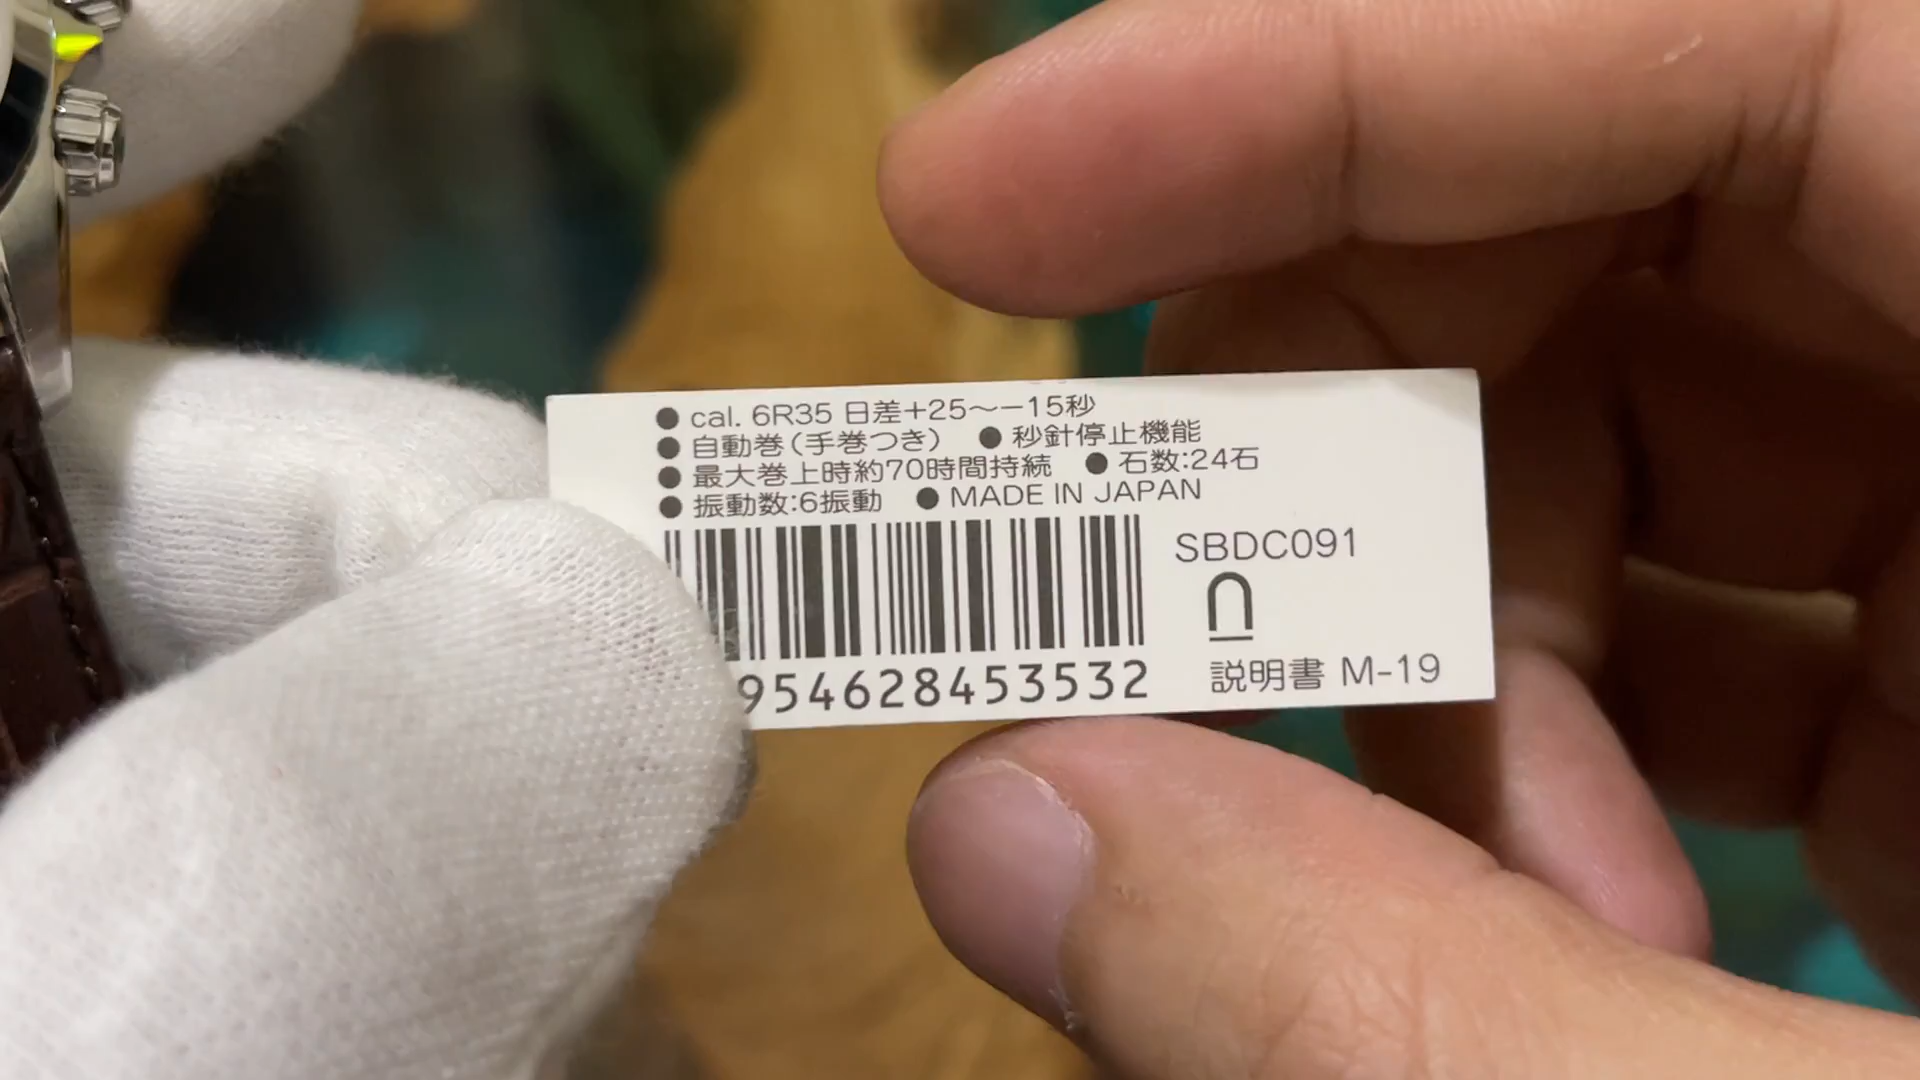 ● cal. 6R35 日差+25〜−15秒
● 自動巻(手巻つき) ● 秒針停止機能
● 最大巻上時約70時間持続 ● 石数:24石
● 振動数:6振動 ● MADE IN JAPAN
SBDC091
954628453532
説明書 M-19